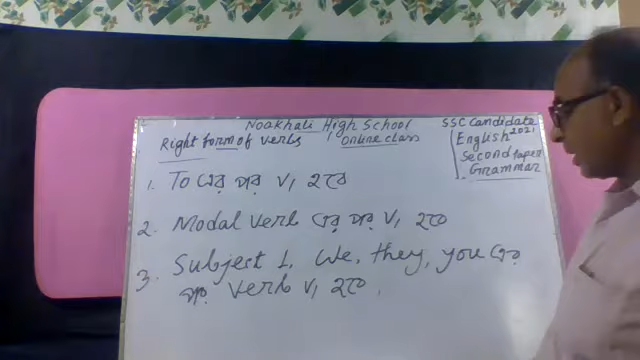 Noakhali High School
Online class
SSC Candidate 2021
English
Second paper
Grammar
Right form of verbs
1. To এর পর V1 হবে
2. Modal verb এর পর V1 হবে
3. Subject I, We, they, you এর
পর verb V1 হবে